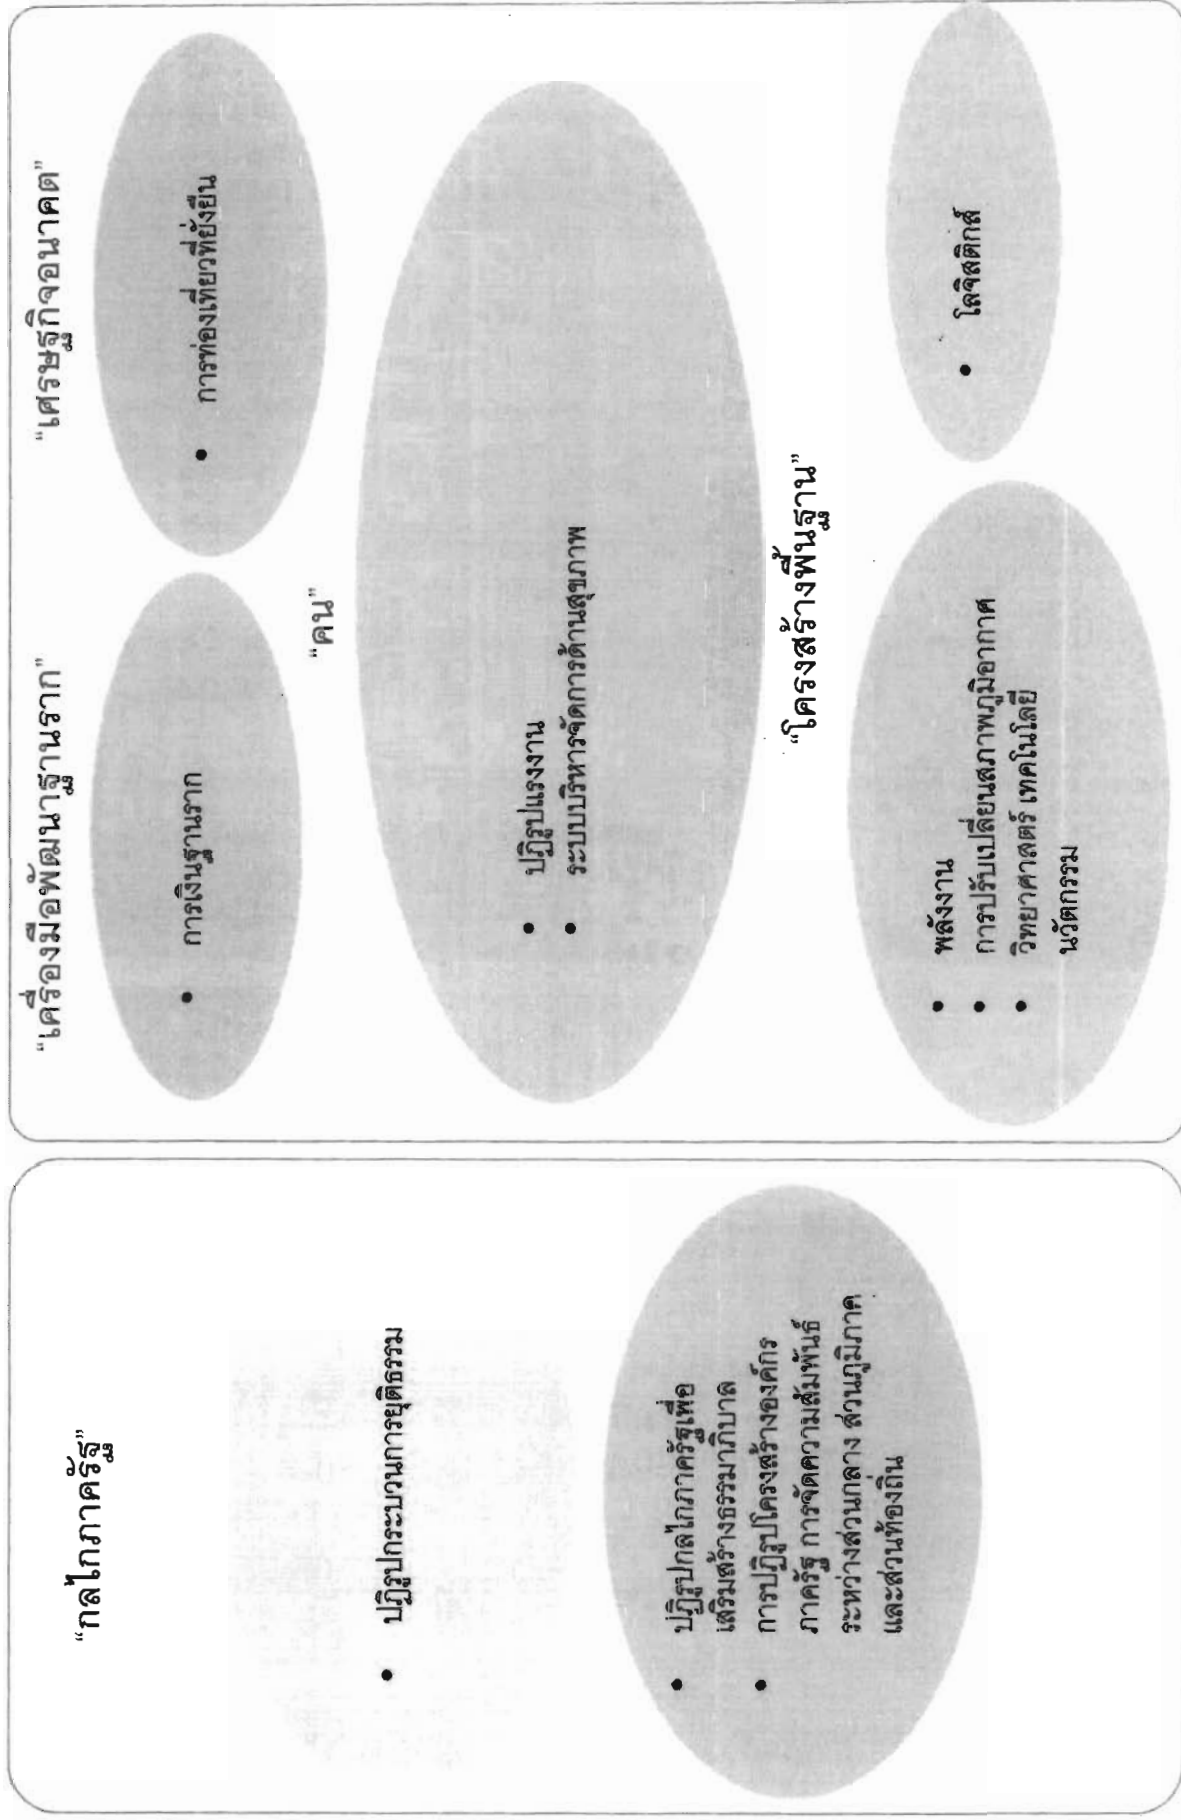 “กลไกภาครัฐ”
• ปฏิรูปกระบวนการยุติธรรม
• ปฏิรูปกลไกภาครัฐเพื่อ
เสริมสร้างธรรมาภิบาล
• การปฏิรูปโครงสร้างองค์กร
ภาครัฐ การจัดความสัมพันธ์
ระหว่างส่วนกลาง ส่วนภูมิภาค
และส่วนท้องถิ่น
“เครื่องมือพัฒนาฐานราก”
• การเงินฐานราก
“เศรษฐกิจอนาคต”
• การท่องเที่ยวที่ยั่งยืน
“คน”
• ปฏิรูปแรงงาน
• ระบบบริหารจัดการด้านสุขภาพ
“โครงสร้างพื้นฐาน”
• พลังงาน
• การปรับเปลี่ยนสภาพภูมิอากาศ
• วิทยาศาสตร์ เทคโนโลยี
นวัตกรรม
• โลจิสติกส์